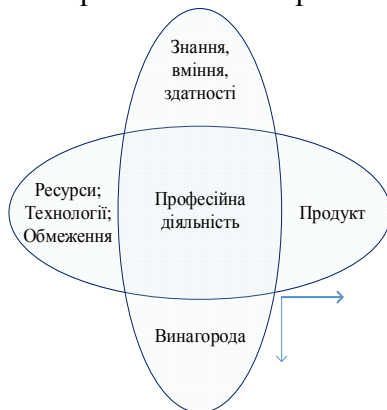 Знання,
вміння,
здатності
Ресурси;
Технології;
Обмеження
Професійна
діяльність
Продукт
Винагорода